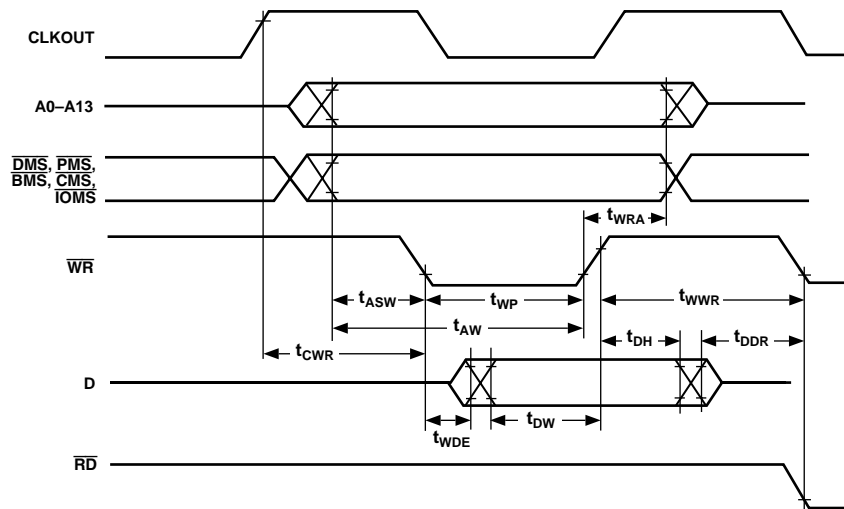 CLKOUT
A0–A13
DMS, PMS,
BMS, CMS,
IOMS
tWRA
WR
tASW
tWP
tWWR
tAW
tCWR
tDH
tDDR
D
tWDE
tDW
RD